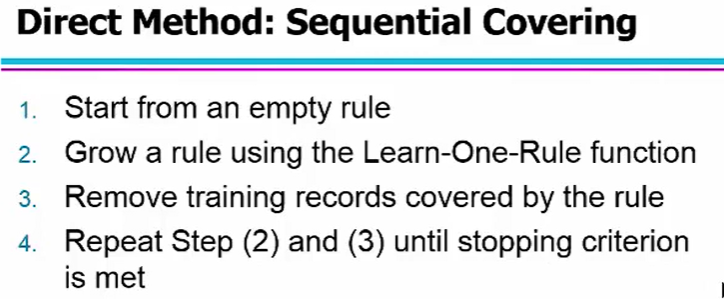 Direct Method: Sequential Covering
1. Start from an empty rule
2. Grow a rule using the Learn-One-Rule function
3. Remove training records covered by the rule
4. Repeat Step (2) and (3) until stopping criterion
is met